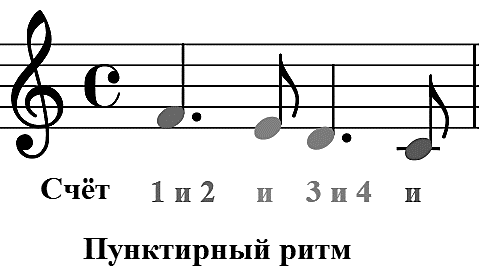 Счёт 1 и 2 и 3 и 4 и
Пунктирный ритм